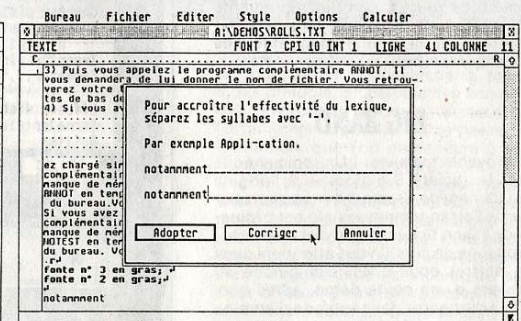 Bureau Fichier Editer Style Options Calculer
A:\DEMOS\ROLLS.TXT
TEXTE FONT 2 CPI 10 INT 1 LIGNE 41 COLONNE 11
C R
3) Puis vous appelez le programme complémentaire ANNOT. Il
vous demandera de lui donner le nom de fichier. Vous retrou-
verez votre
tes de bas de
4) Si vous av
Pour accroître l'effectivité du lexique,
séparez les syllabes avec '-'.
Par exemple Appli-cation.
notamnment
notamnment
Adopter Corriger Annuler
ez chargé sir
complémentair
manque de mér
ANNOT en temp
du bureau.Vo
Si vous avez
complémentair
manque de mér
NOTEST en ter
du bureau. Vo
.r
fonte n° 3 en gras;
fonte n° 2 en gras;
notamnment